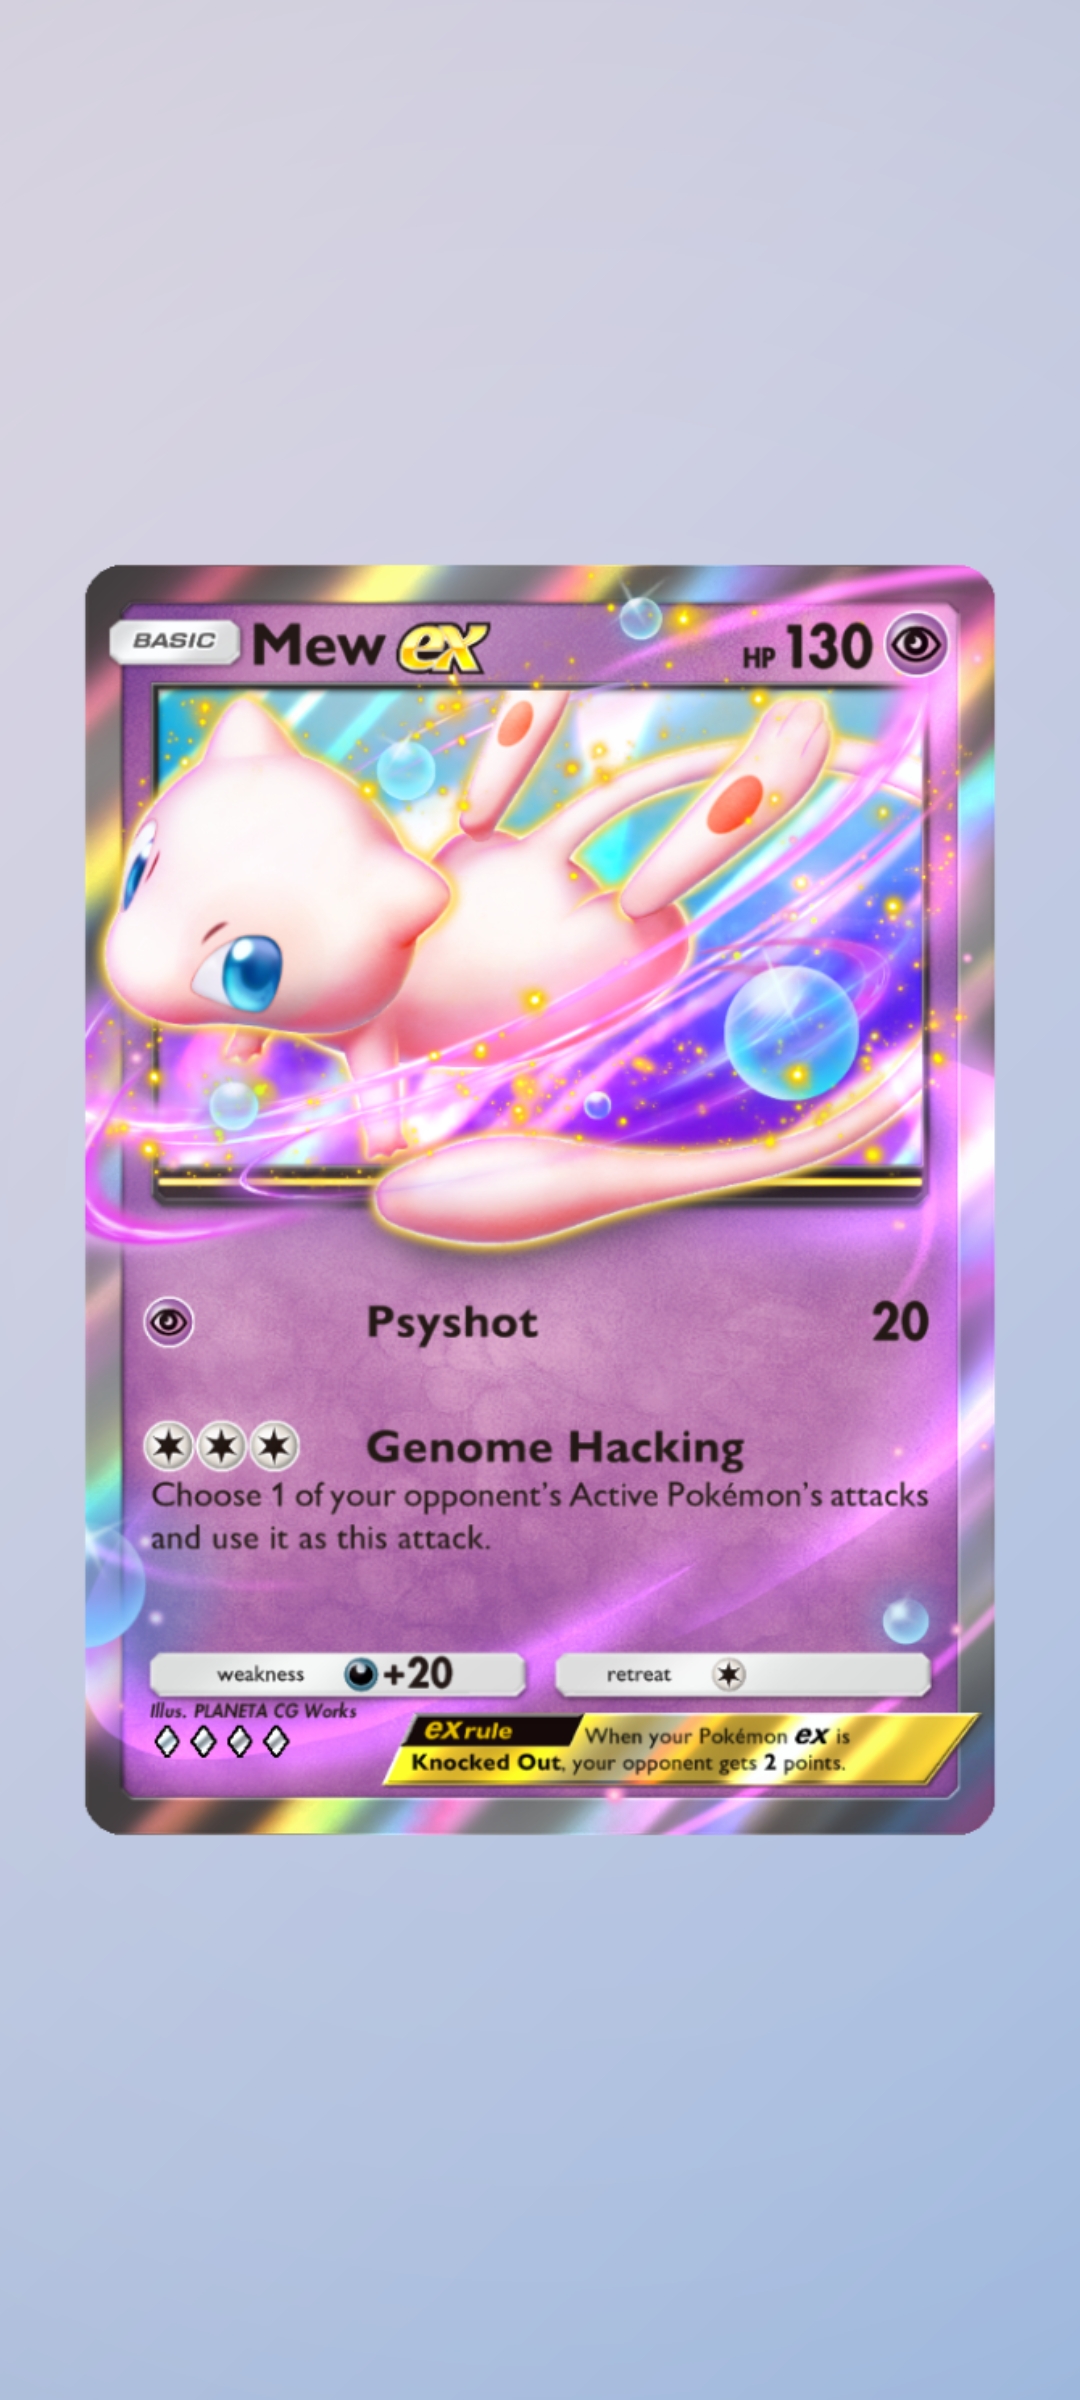 BASIC Mew ex HP 130
Psyshot 20
Genome Hacking
Choose 1 of your opponent's Active Pokémon's attacks
and use it as this attack.
weakness +20 retreat
Illus. PLANETA CG Works
ex rule When your Pokémon ex is
Knocked Out, your opponent gets 2 points.